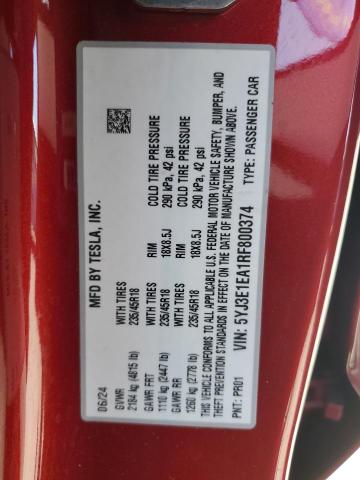 MFD BY TESLA, INC.
06/24
GVWR
2184 kg (4815 lb)
GAWR FRT WITH TIRES RIM COLD TIRE PRESSURE
1110 kg (2447 lb) 235/45R18 18X8.5J 290 kPa, 42 psi
GAWR RR WITH TIRES RIM COLD TIRE PRESSURE
1260 kg (2778 lb) 235/45R18 18X8.5J 290 kPa, 42 psi
THIS VEHICLE CONFORMS TO ALL APPLICABLE U.S. FEDERAL MOTOR VEHICLE SAFETY, BUMPER, AND
THEFT PREVENTION STANDARDS IN EFFECT ON THE DATE OF MANUFACTURE SHOWN ABOVE.
PNT: PR01 VIN: 5YJ3E1EA1RF800374 TYPE: PASSENGER CAR